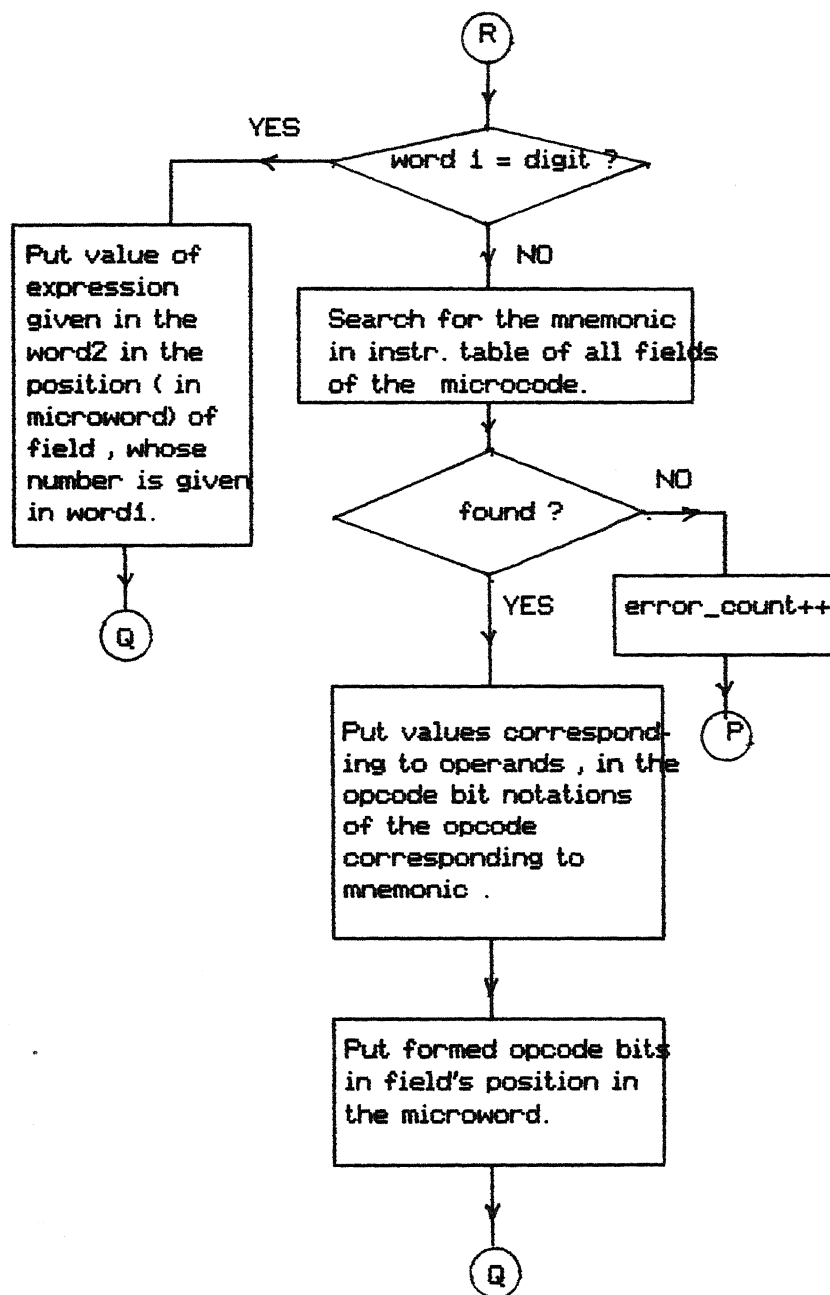 R
YES
word 1 = digit ?
Put value of
expression
given in the
word2 in the
position ( in
microword) of
field , whose
number is given
in word1.
Q
NO
Search for the mnemonic
in instr. table of all fields
of the microcode.
found ?
NO
error_count++
P
YES
Put values correspond-
ing to operands , in the
opcode bit notations
of the opcode
corresponding to
mnemonic .
Put formed opcode bits
in field's position in
the microword.
Q